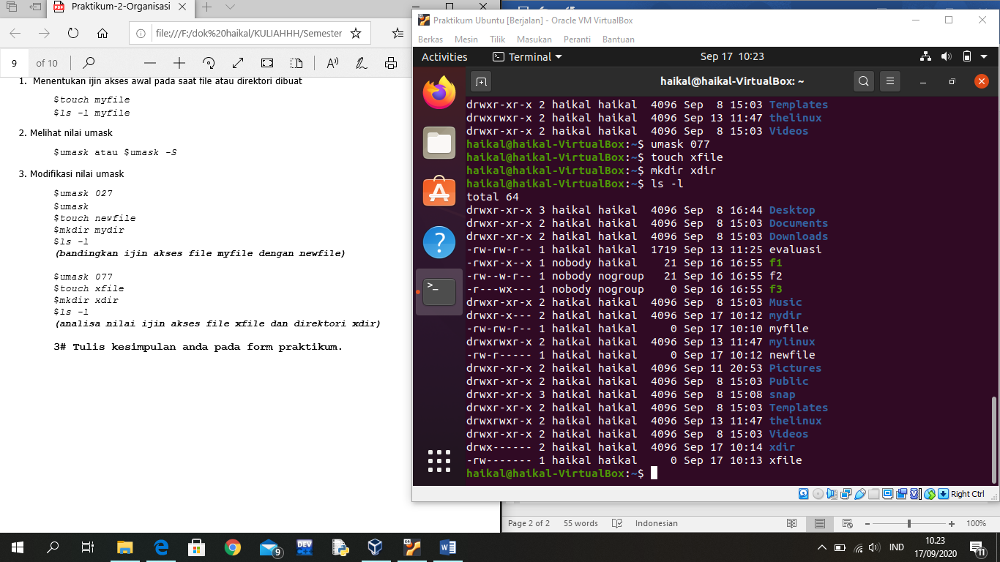 Praktikum-2-Organisasi
file:///F:/dok%20haikal/KULIAHHH/Semester
9 of 10
1. Menentukan ijin akses awal pada saat file atau direktori dibuat
$touch myfile
$ls -l myfile
2. Melihat nilai umask
$umask atau $umask -S
3. Modifikasi nilai umask
$umask 027
$umask
$touch newfile
$mkdir mydir
$ls -l
(bandingkan ijin akses file myfile dengan newfile)
$umask 077
$touch xfile
$mkdir xdir
$ls -l
(analisa nilai ijin akses file xfile dan direktori xdir)
3# Tulis kesimpulan anda pada form praktikum.
Praktikum Ubuntu [Berjalan] - Oracle VM VirtualBox
Berkas Mesin Tilik Masukan Peranti Bantuan
Activities Terminal Sep 17 10:23
haikal@haikal-VirtualBox: ~
drwxr-xr-x 2 haikal haikal 4096 Sep 8 15:03 Templates
drwxrwxr-x 2 haikal haikal 4096 Sep 13 11:47 thelinux
drwxr-xr-x 2 haikal haikal 4096 Sep 8 15:03 Videos
haikal@haikal-VirtualBox:~$ umask 077
haikal@haikal-VirtualBox:~$ touch xfile
haikal@haikal-VirtualBox:~$ mkdir xdir
haikal@haikal-VirtualBox:~$ ls -l
total 64
drwxr-xr-x 3 haikal haikal 4096 Sep 8 16:44 Desktop
drwxr-xr-x 2 haikal haikal 4096 Sep 8 15:03 Documents
drwxr-xr-x 2 haikal haikal 4096 Sep 8 15:03 Downloads
-rw-rw-r-- 1 haikal haikal 1719 Sep 13 11:25 evaluasi
-rwxr-x--x 1 nobody haikal 21 Sep 16 16:55 f1
-rw--w-r-- 1 nobody nogroup 21 Sep 16 16:55 f2
-r---wx--- 1 nobody nogroup 0 Sep 16 16:55 f3
drwxr-xr-x 2 haikal haikal 4096 Sep 8 15:03 Music
drwxr-x--- 2 haikal haikal 4096 Sep 17 10:12 mydir
-rw-rw-r-- 1 haikal haikal 0 Sep 17 10:10 myfile
drwxrwxr-x 2 haikal haikal 4096 Sep 13 11:47 mylinux
-rw-r----- 1 haikal haikal 0 Sep 17 10:12 newfile
drwxr-xr-x 2 haikal haikal 4096 Sep 11 20:53 Pictures
drwxr-xr-x 2 haikal haikal 4096 Sep 8 15:03 Public
drwxr-xr-x 3 haikal haikal 4096 Sep 8 15:08 snap
drwxr-xr-x 2 haikal haikal 4096 Sep 8 15:03 Templates
drwxrwxr-x 2 haikal haikal 4096 Sep 13 11:47 thelinux
drwxr-xr-x 2 haikal haikal 4096 Sep 8 15:03 Videos
drwx------ 2 haikal haikal 4096 Sep 17 10:14 xdir
-rw------- 1 haikal haikal 0 Sep 17 10:13 xfile
haikal@haikal-VirtualBox:~$
Right Ctrl
Page 2 of 2 55 words Indonesian 100%
9 DEV 64 IND 10.23
17/09/2020 11